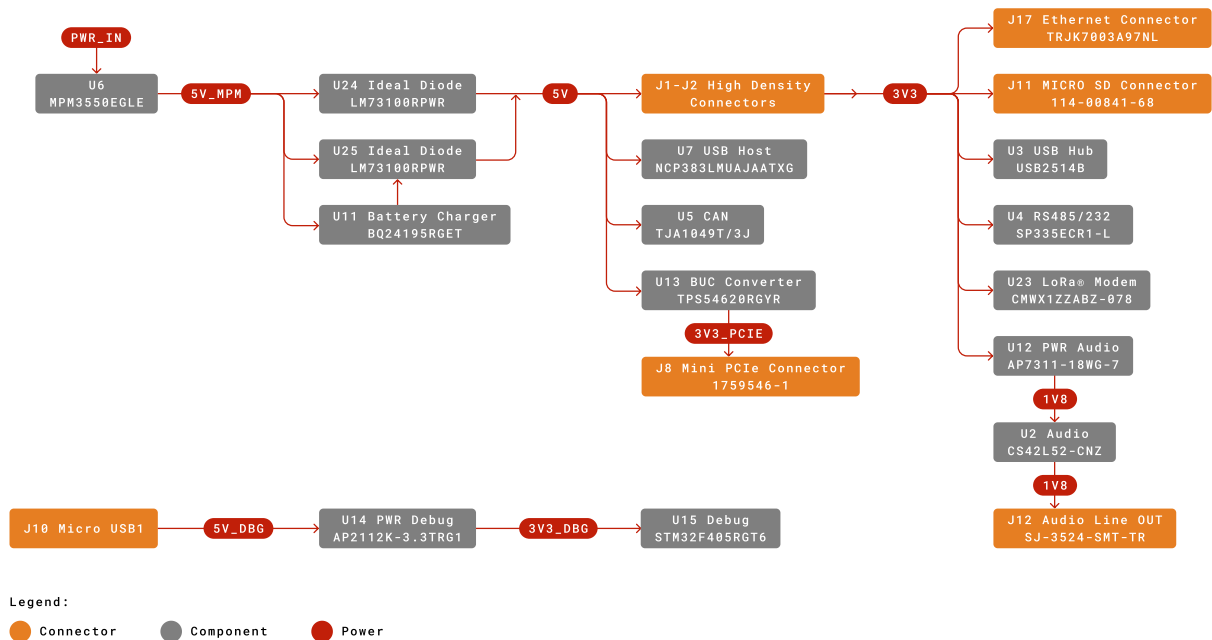 PWR_IN
U6
MPM3550EGLE
5V_MPM
U24 Ideal Diode
LM73100RPWR
U25 Ideal Diode
LM73100RPWR
U11 Battery Charger
BQ24195RGET
5V
J1-J2 High Density
Connectors
U7 USB Host
NCP383LMUAJAATXG
U5 CAN
TJA1049T/3J
U13 BUC Converter
TPS54620RGYR
3V3_PCIE
J8 Mini PCIe Connector
1759546-1
3V3
J17 Ethernet Connector
TRJK7003A97NL
J11 MICRO SD Connector
114-00841-68
U3 USB Hub
USB2514B
U4 RS485/232
SP335ECR1-L
U23 LoRa® Modem
CMWX1ZZABZ-078
U12 PWR Audio
AP7311-18WG-7
1V8
U2 Audio
CS42L52-CNZ
1V8
J12 Audio Line OUT
SJ-3524-SMT-TR
J10 Micro USB1
5V_DBG
U14 PWR Debug
AP2112K-3.3TRG1
3V3_DBG
U15 Debug
STM32F405RGT6
Legend:
Connector
Component
Power